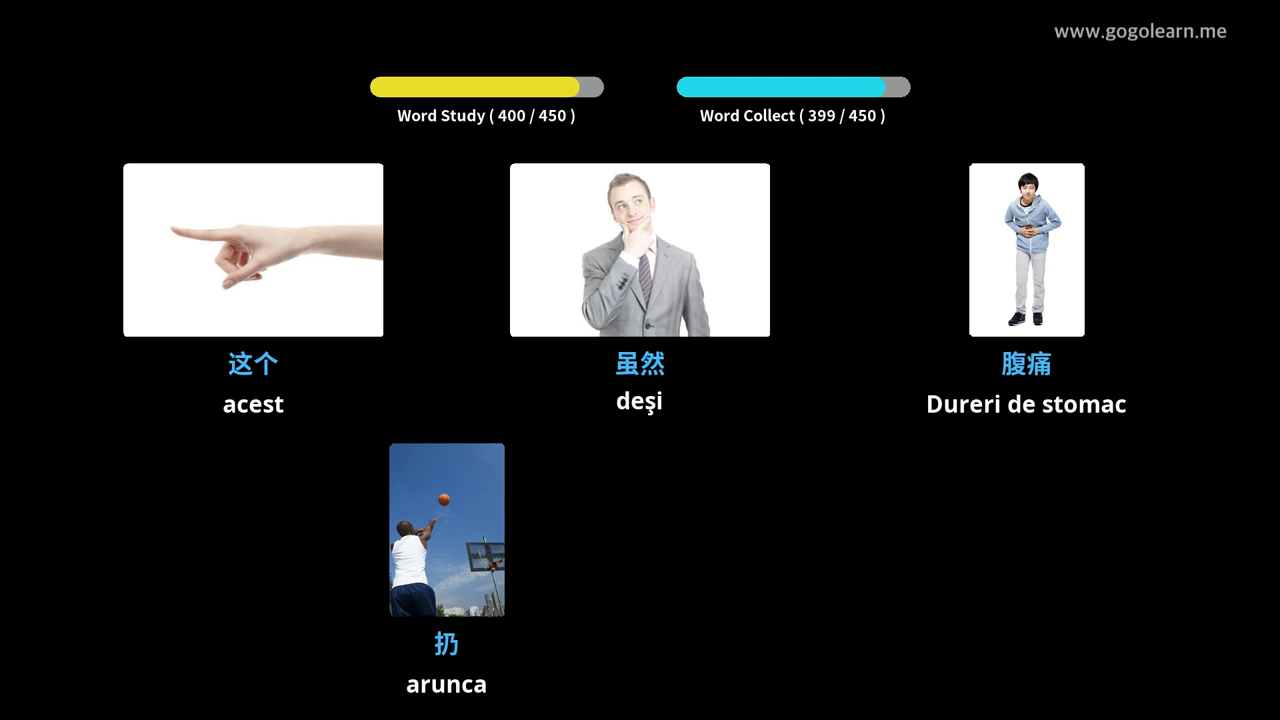 www.gogolearn.me
Word Study ( 400 / 450 )
Word Collect ( 399 / 450 )
这个
acest
虽然
deşi
腹痛
Dureri de stomac
扔
arunca